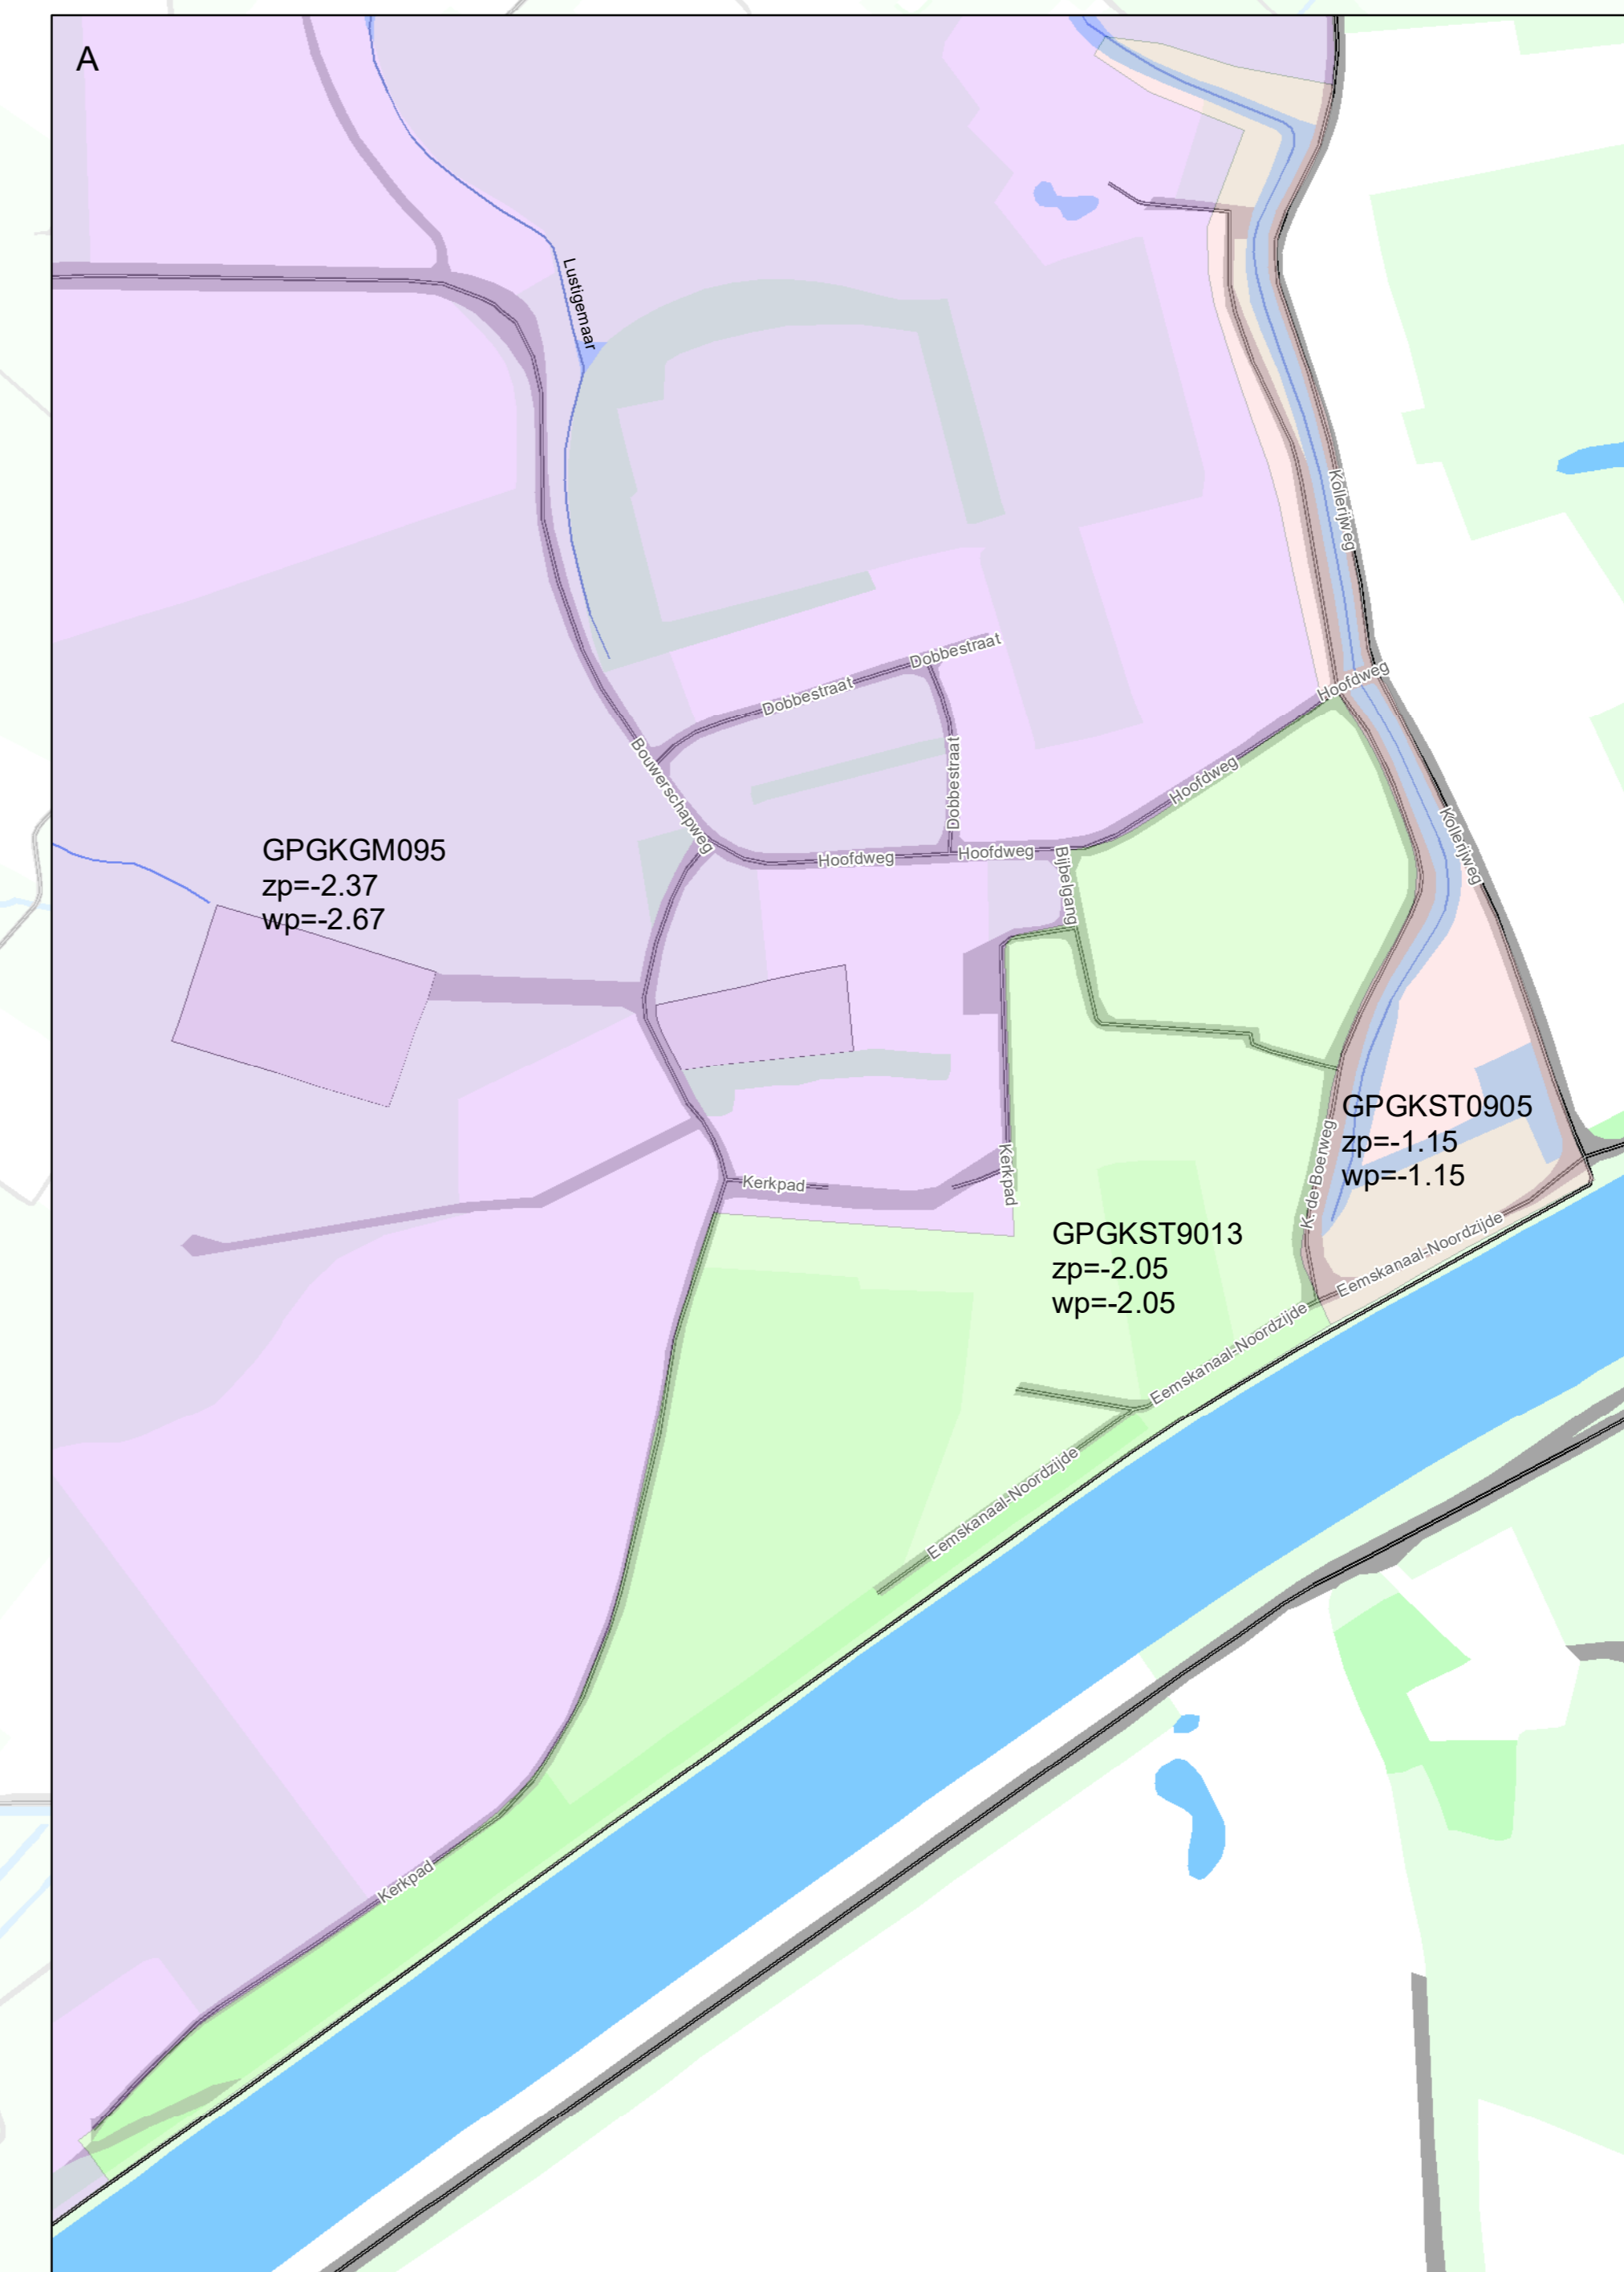 A
Lustigemaar
Kollerijweg
Dobbestraat
Dobbestraat
Hoofdweg
Bouwerschapweg
Dobbestraat
Hoofdweg
Kollerijweg
Hoofdweg
Hoofdweg
Bijbelgang
GPGKGM095
zp=-2.37
wp=-2.67
GPGKST0905
zp=-1.15
wp=-1.15
K. de Boerweg
Kerkpad
Kerkpad
GPGKST9013
zp=-2.05
wp=-2.05
Eemskanaal-Noordzijde
Eemskanaal-Noordzijde
Eemskanaal-Noordzijde
Kerkpad